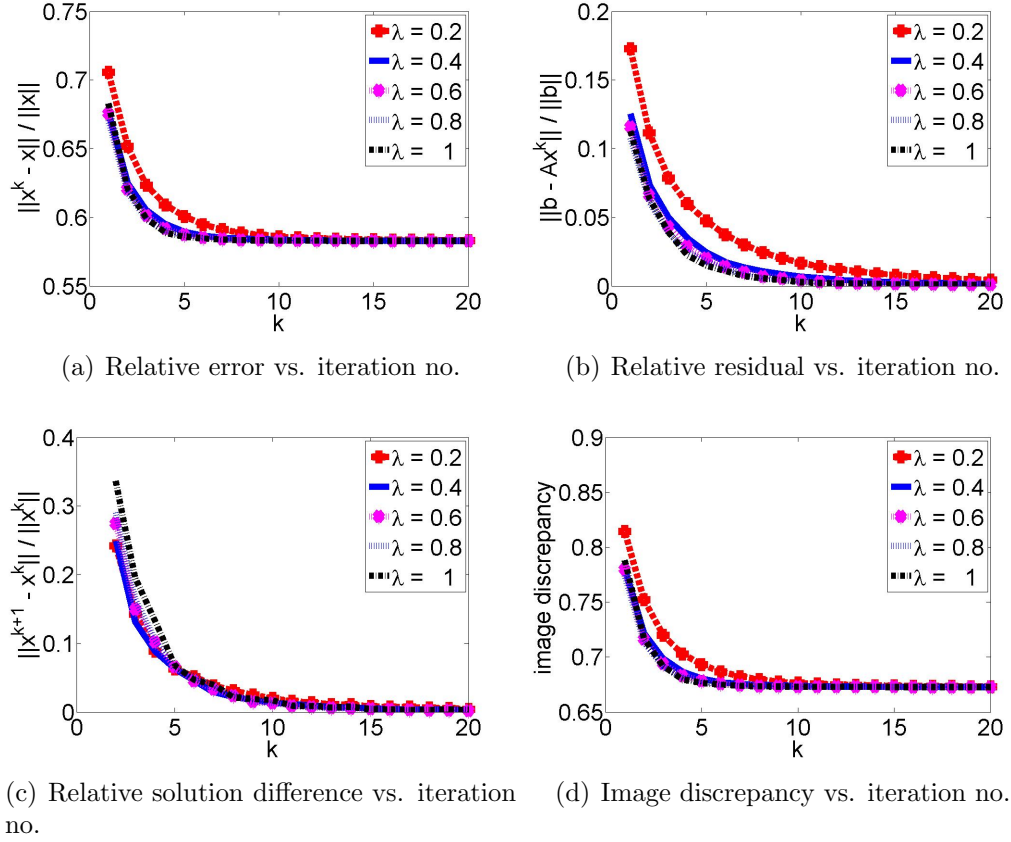 0.75
0.7
0.65
0.6
0.55
0
5
10
15
20
k
||x^k - x|| / ||x||
λ = 0.2
λ = 0.4
λ = 0.6
λ = 0.8
λ = 1
(a) Relative error vs. iteration no.
0.2
0.15
0.1
0.05
0
0
5
10
15
20
k
||b - Ax^k|| / ||b||
λ = 0.2
λ = 0.4
λ = 0.6
λ = 0.8
λ = 1
(b) Relative residual vs. iteration no.
0.4
0.3
0.2
0.1
0
0
5
10
15
20
k
||x^{k+1} - x^k|| / ||x^k||
λ = 0.2
λ = 0.4
λ = 0.6
λ = 0.8
λ = 1
(c) Relative solution difference vs. iteration
no.
0.9
0.85
0.8
0.75
0.7
0.65
0
5
10
15
20
k
image discrepancy
λ = 0.2
λ = 0.4
λ = 0.6
λ = 0.8
λ = 1
(d) Image discrepancy vs. iteration no.